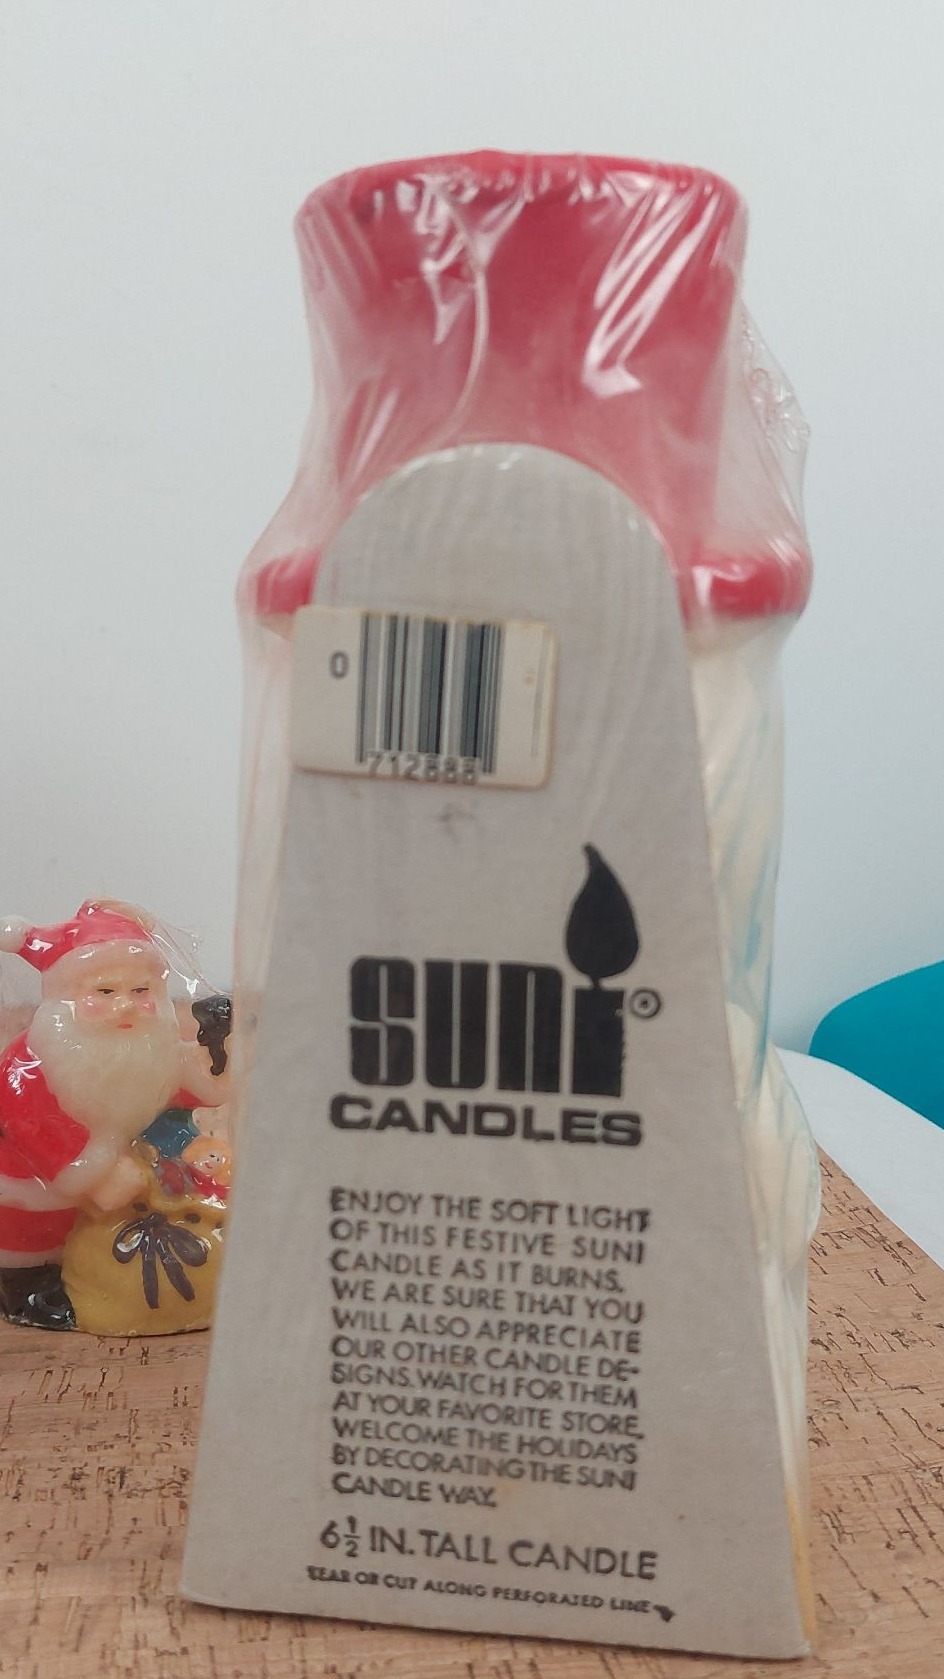 0
712888
SUNI ®
CANDLES
ENJOY THE SOFT LIGHT
OF THIS FESTIVE SUNI
CANDLE AS IT BURNS.
WE ARE SURE THAT YOU
WILL ALSO APPRECIATE
OUR OTHER CANDLE DE-
SIGNS. WATCH FOR THEM
AT YOUR FAVORITE STORE.
WELCOME THE HOLIDAYS
BY DECORATING THE SUNI
CANDLE WAY.
6½ IN. TALL CANDLE
TEAR OR CUT ALONG PERFORATED LINE